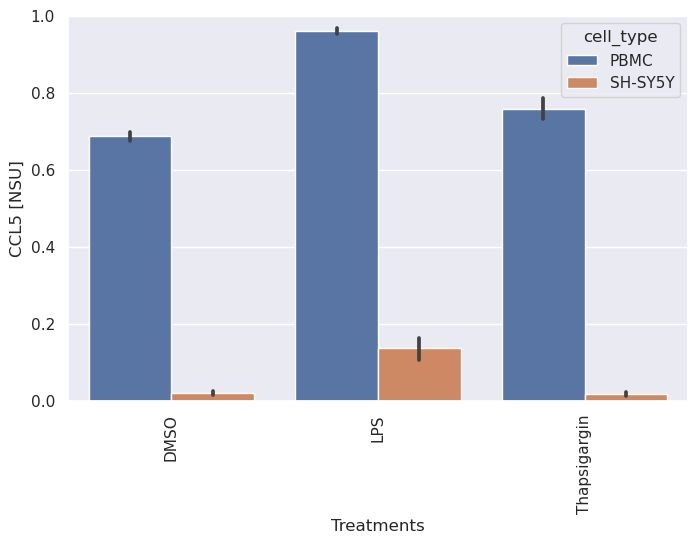 1.0
0.8
0.6
0.4
0.2
0.0
CCL5 [NSU]
cell_type
PBMC
SH-SY5Y
DMSO
LPS
Thapsigargin
Treatments